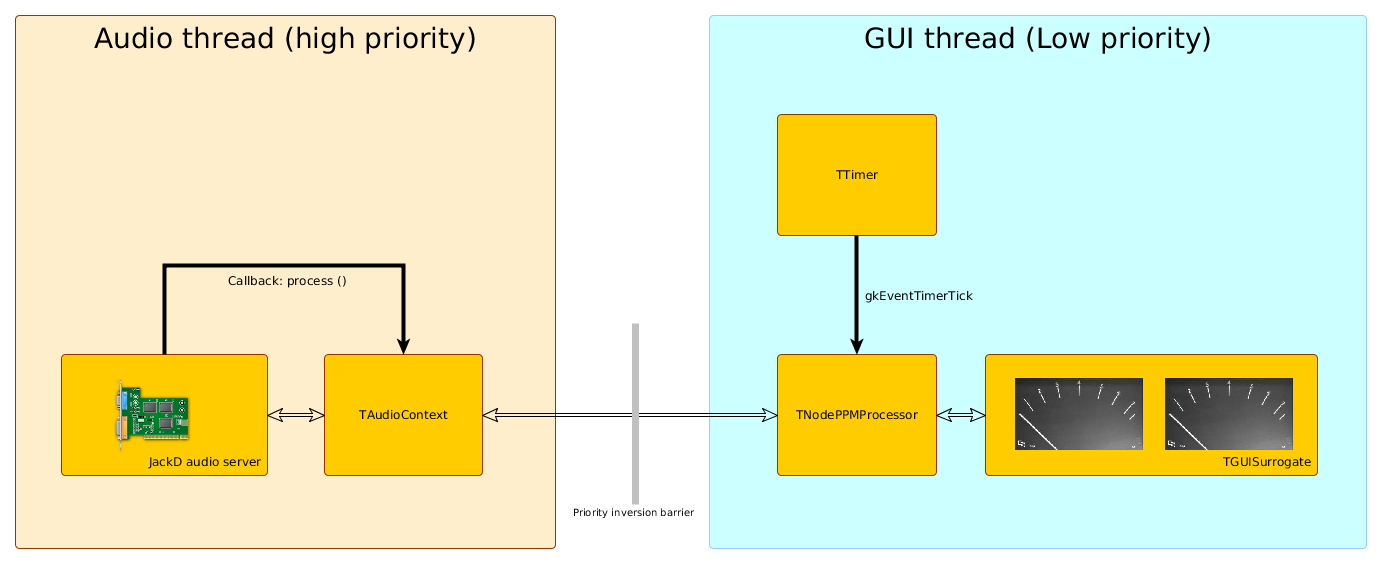 Audio thread (high priority)
GUI thread (Low priority)
TTimer
Callback: process ()
gkEventTimerTick
TAudioContext
TNodePPMProcessor
JackD audio server
TGUISurrogate
Priority inversion barrier